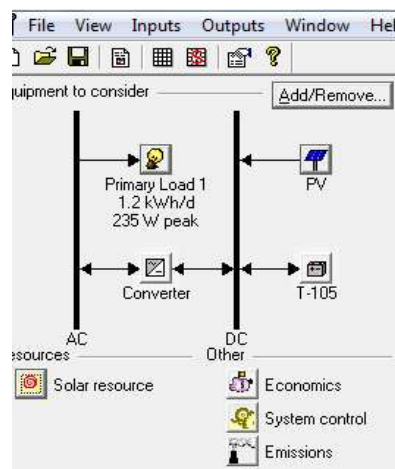 File View Inputs Outputs Window Hel
quipment to consider Add/Remove...
Primary Load 1
1.2 kWh/d
235 W peak
PV
Converter
T-105
AC DC
esources Other
Solar resource
Economics
System control
Emissions